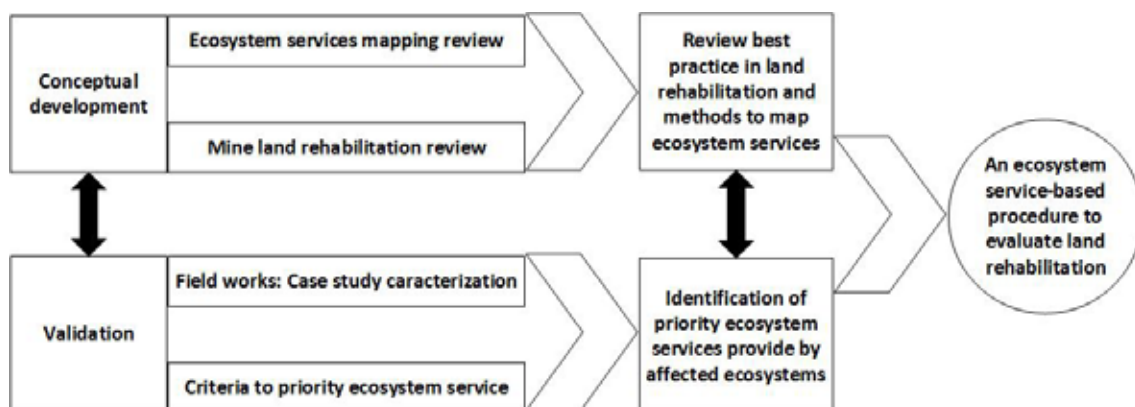 Conceptual
development
Ecosystem services mapping review
Mine land rehabilitation review
Review best
practice in land
rehabilitation and
methods to map
ecosystem services
Validation
Field works: Case study caracterization
Criteria to priority ecosystem service
Identification of
priority ecosystem
services provide by
affected ecosystems
An ecosystem
service-based
procedure to
evaluate land
rehabilitation